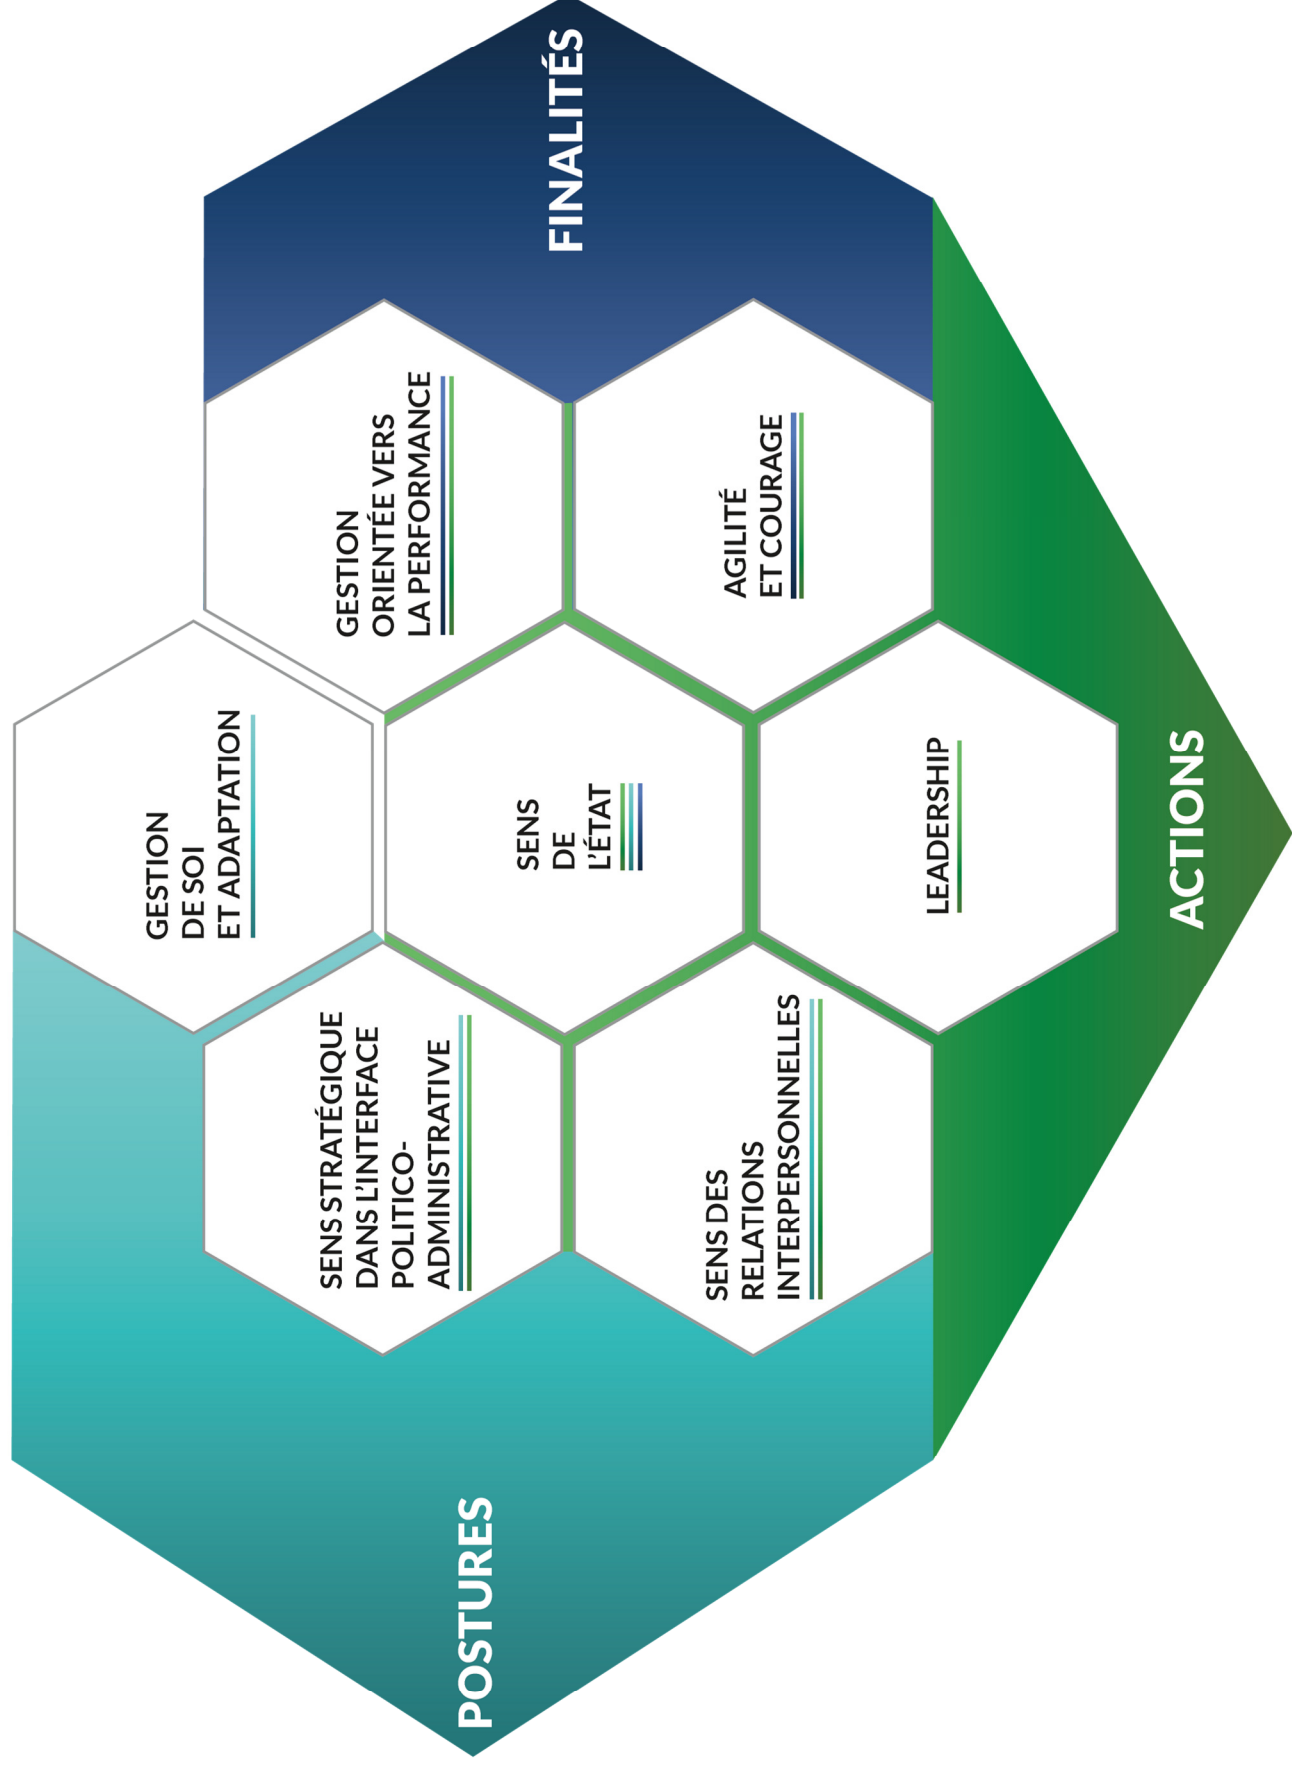 GESTION
DE SOI
ET ADAPTATION
SENS STRATÉGIQUE
DANS L'INTERFACE
POLITICO-
ADMINISTRATIVE
GESTION
ORIENTÉE VERS
LA PERFORMANCE
POSTURES
SENS
DE
L'ÉTAT
FINALITÉS
SENS DES
RELATIONS
INTERPERSONNELLES
AGILITÉ
ET COURAGE
LEADERSHIP
ACTIONS